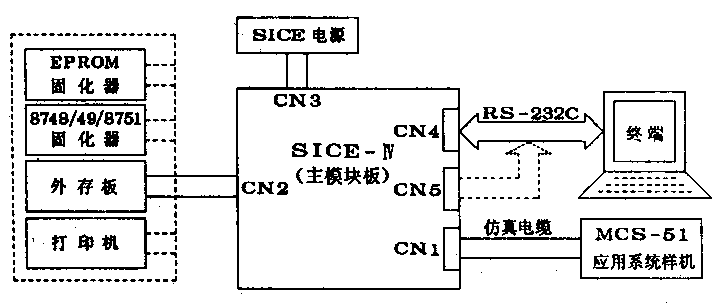 SICE 电源
EPROM
固化器
8748/49/8751
固化器
外存板
打印机
CN3
SICE-Ⅳ
(主模块板)
CN2
CN4
CN5
CN1
RS-232C
终端
仿真电缆
MCS-51
应用系统样机